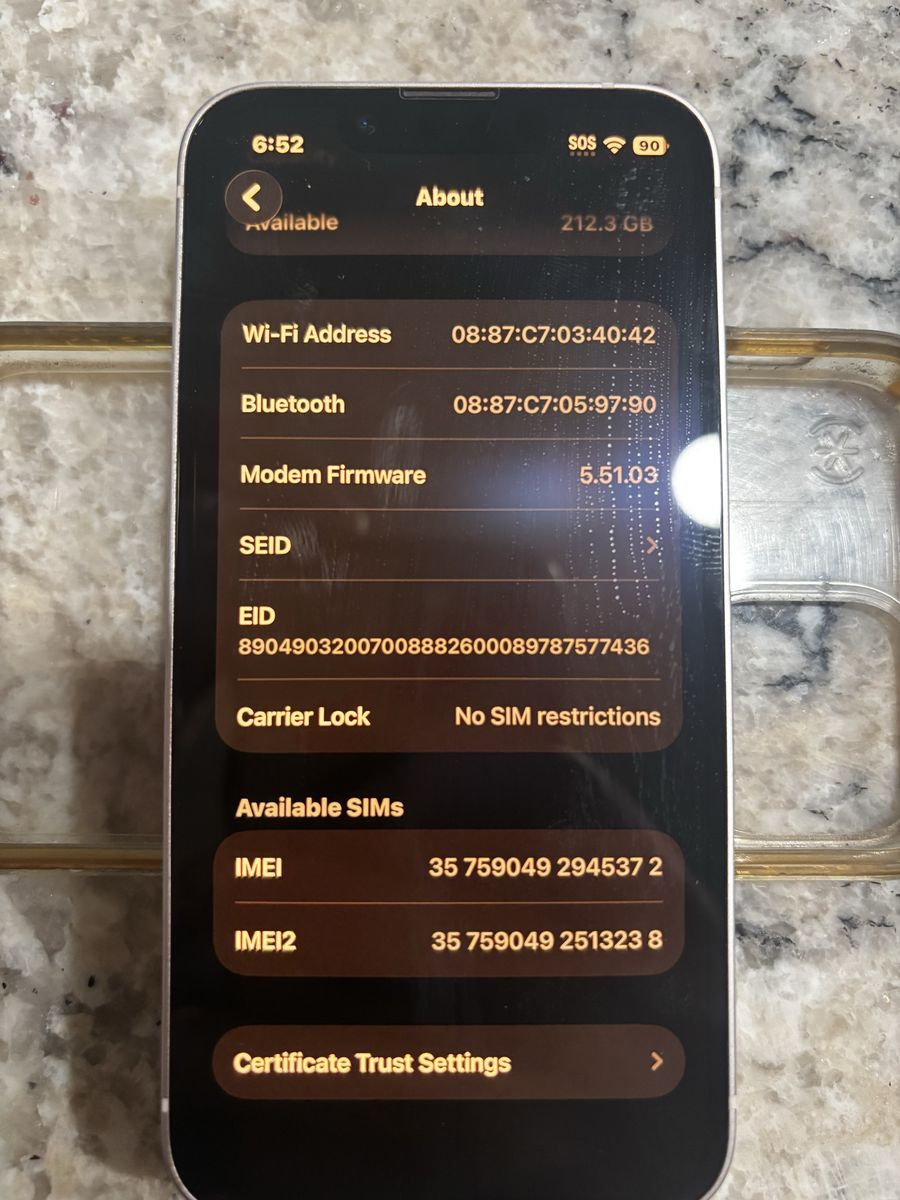 6:52 SOS 90
About
Available 212.3 GB
Wi-Fi Address 08:87:C7:03:40:42
Bluetooth 08:87:C7:05:97:90
Modem Firmware 5.51.03
SEID
EID
89049032007008882600089787577436
Carrier Lock No SIM restrictions
Available SIMs
IMEI 35 759049 294537 2
IMEI2 35 759049 251323 8
Certificate Trust Settings